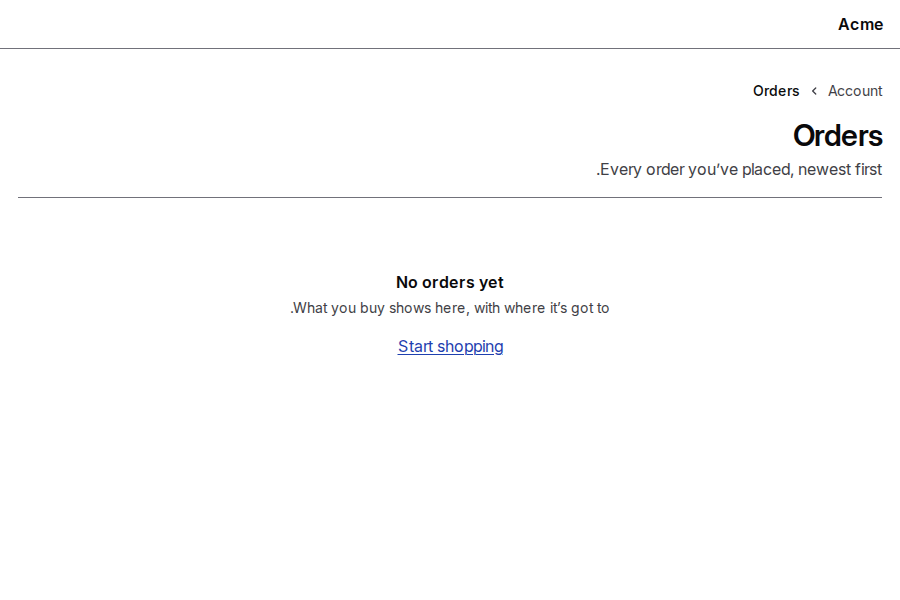 Acme
Account
Orders
Orders
Every order you’ve placed, newest first.
No orders yet
What you buy shows here, with where it’s got to.
Start shopping